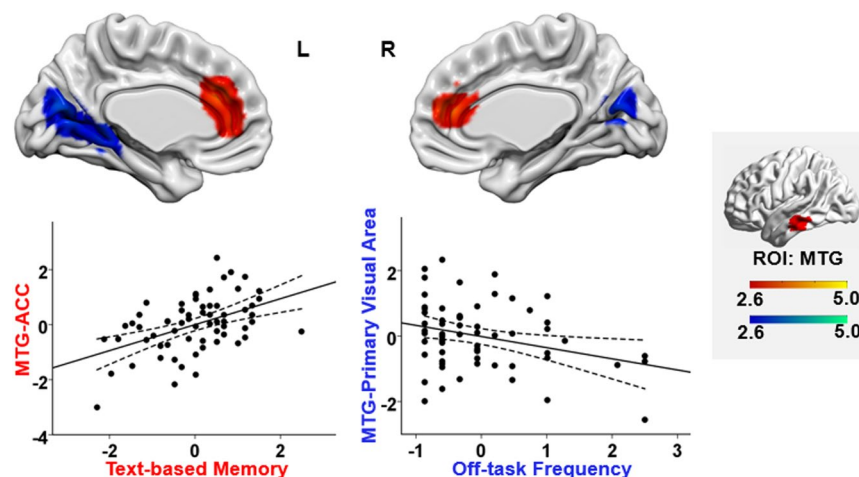 L
R
ROI: MTG
2.6 5.0
2.6 5.0
MTG-ACC
2
0
-2
-4
-2 0 2
Text-based Memory
MTG-Primary Visual Area
2
0
-2
-1 0 1 2 3
Off-task Frequency